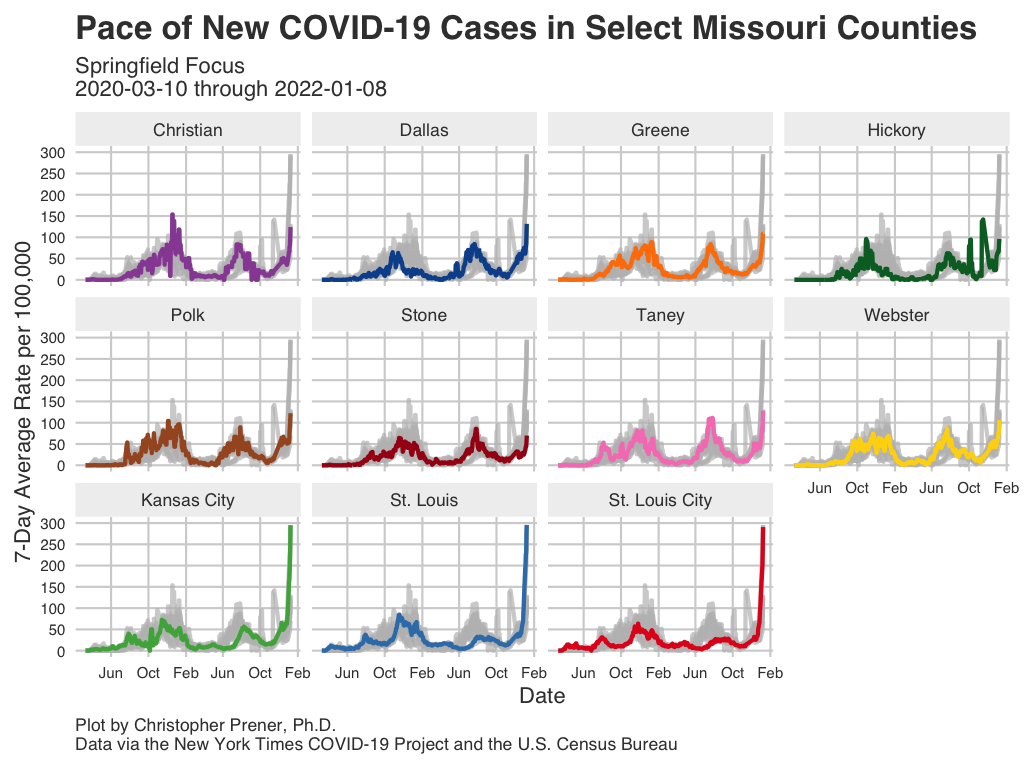 Pace of New COVID-19 Cases in Select Missouri Counties
Springfield Focus
2020-03-10 through 2022-01-08
Christian Dallas Greene Hickory
300
250
200
150
100
50
0
Polk Stone Taney Webster
300
250
200
150
100
50
0
Jun Oct Feb Jun Oct Feb
Kansas City St. Louis St. Louis City
300
250
200
150
100
50
0
Jun Oct Feb Jun Oct Feb Jun Oct Feb Jun Oct Feb Jun Oct Feb Jun Oct Feb
7-Day Average Rate per 100,000
Date
Plot by Christopher Prener, Ph.D.
Data via the New York Times COVID-19 Project and the U.S. Census Bureau